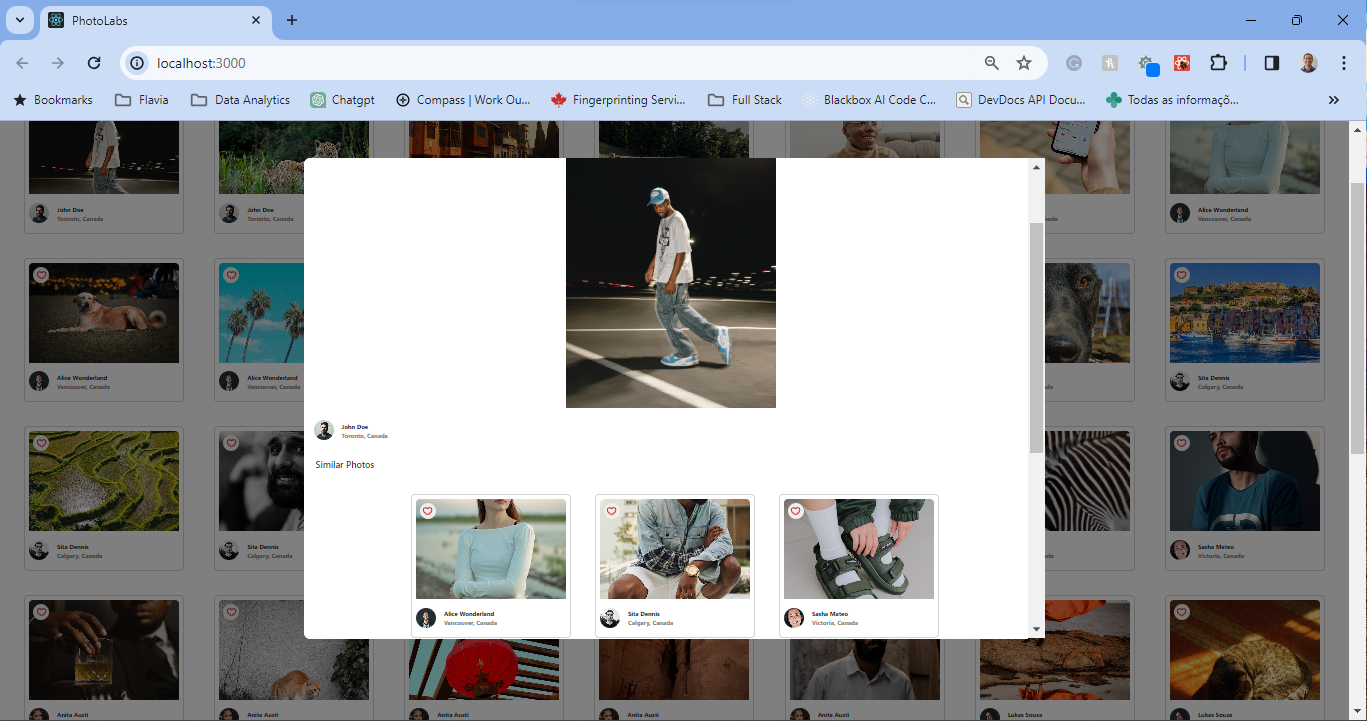 PhotoLabs
localhost:3000
Bookmarks
Flavia
Data Analytics
Chatgpt
Compass | Work Ou...
Fingerprinting Servi...
Full Stack
Blackbox AI Code C...
DevDocs API Docu...
Todas as informaçõ...
John Doe
Toronto, Canada
John Doe
Toronto, Canada
Alice Wonderland
Vancouver, Canada
Alice Wonderland
Vancouver, Canada
Alice Wonderland
Vancouver, Canada
Sita Dennis
Calgary, Canada
John Doe
Toronto, Canada
Similar Photos
Sita Dennis
Calgary, Canada
Sita Dennis
Calgary, Canada
Sasha Mateo
Victoria, Canada
Alice Wonderland
Vancouver, Canada
Sita Dennis
Calgary, Canada
Sasha Mateo
Victoria, Canada
Anita Austi
Anita Austi
Anita Austi
Anita Austi
Anita Austi
Lukas Souza
Lukas Souza